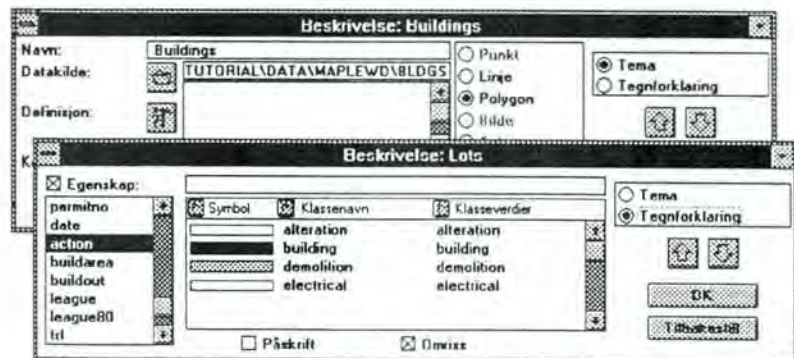 Beskrivelse: Buildings
Navn:
Buildings
Datakilde:
TUTORIAL\DATA\MAPLEWD\BLDGS
Definisjon:
Punkt
Linje
Polygon
Bilde
Tema
Tegnforklaring
Beskrivelse: Lots
Egenskap:
permitno
date
action
buildarea
buildout
league
league80
trl
Symbol Klassenavn Klasseverdier
alteration alteration
building building
demolition demolition
electrical electrical
Påskrift
Omriss
Tema
Tegnforklaring
OK
Tilbakestill